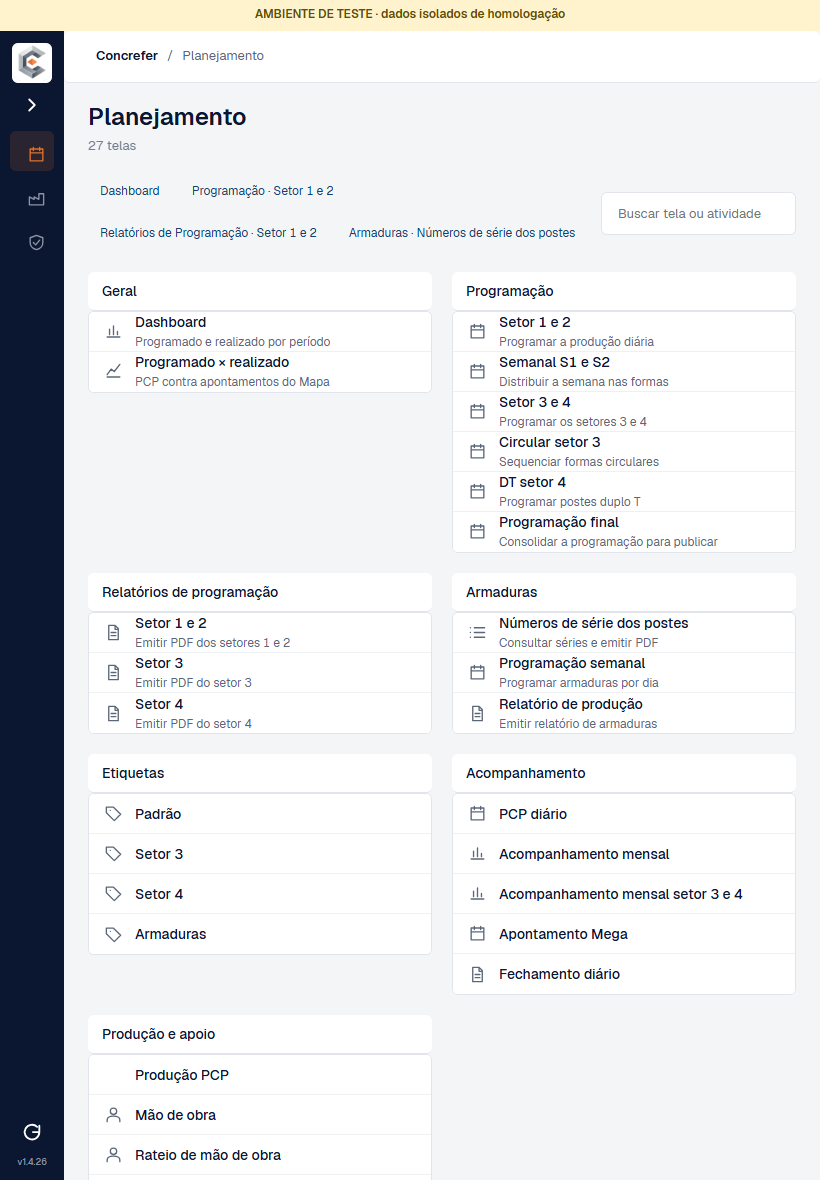 AMBIENTE DE TESTE · dados isolados de homologação
Concrefer / Planejamento
Planejamento
27 telas
Dashboard
Programação · Setor 1 e 2
Relatórios de Programação · Setor 1 e 2
Armaduras · Números de série dos postes
Buscar tela ou atividade
Geral
Dashboard
Programado e realizado por período
Programado × realizado
PCP contra apontamentos do Mapa
Programação
Setor 1 e 2
Programar a produção diária
Semanal S1 e S2
Distribuir a semana nas formas
Setor 3 e 4
Programar os setores 3 e 4
Circular setor 3
Sequenciar formas circulares
DT setor 4
Programar postes duplo T
Programação final
Consolidar a programação para publicar
Relatórios de programação
Setor 1 e 2
Emitir PDF dos setores 1 e 2
Setor 3
Emitir PDF do setor 3
Setor 4
Emitir PDF do setor 4
Armaduras
Números de série dos postes
Consultar séries e emitir PDF
Programação semanal
Programar armaduras por dia
Relatório de produção
Emitir relatório de armaduras
Etiquetas
Padrão
Setor 3
Setor 4
Armaduras
Acompanhamento
PCP diário
Acompanhamento mensal
Acompanhamento mensal setor 3 e 4
Apontamento Mega
Fechamento diário
Produção e apoio
Produção PCP
Mão de obra
Rateio de mão de obra
v1.4.26